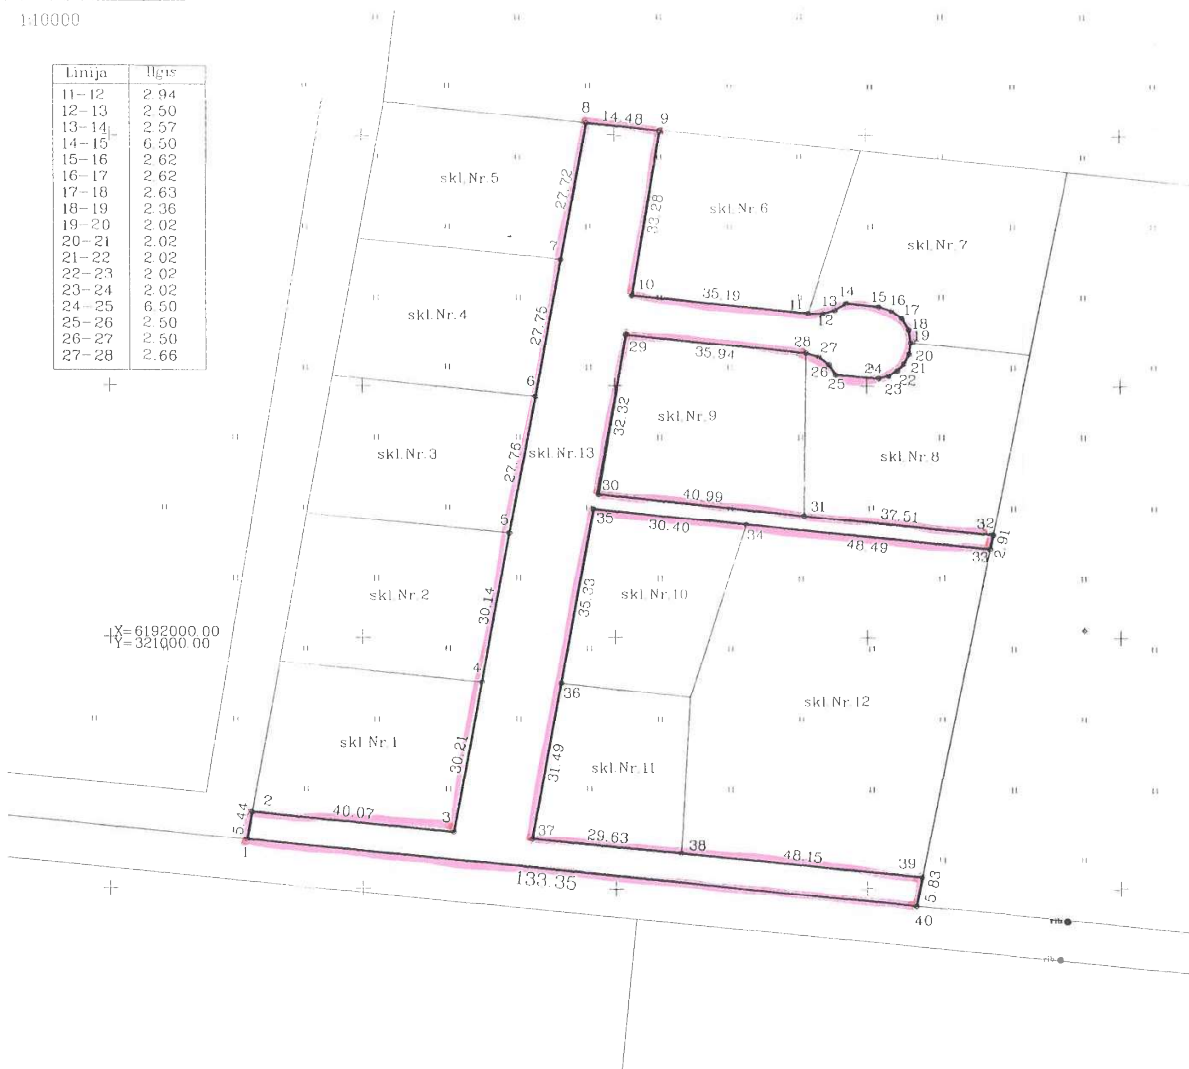 1:10000
Linija Ilgis
11-12 2.94
12-13 2.50
13-14 2.57
14-15 6.50
15-16 2.62
16-17 2.62
17-18 2.63
18-19 2.36
19-20 2.02
20-21 2.02
21-22 2.02
22-23 2.02
23-24 2.02
24-25 6.50
25-26 2.50
26-27 2.50
27-28 2.66
8 14.48 9
27.72
33.28
skl.Nr.5
skl.Nr.6
skl.Nr.7
7
10 35.19 11 12 13 14 15 16 17 18 19 20 21 22 23 24 25 26 27 28
27.75
skl.Nr.4
29 35.94
6
32.32
skl.Nr.9
skl.Nr.3
27.75
skl.Nr.13
skl.Nr.8
30 40.99 31 37.51 32
35 30.40 34 48.49 33 2.91
5
35.33
skl.Nr.2
30.14
skl.Nr.10
X=6192000.00
Y=321000.00
4
36
skl.Nr.12
skl.Nr.1
30.21
31.49
skl.Nr.11
2 40.07 3
5.44
37 29.63 38 48.15 39
5.83
1
133.35
40
rib
rib